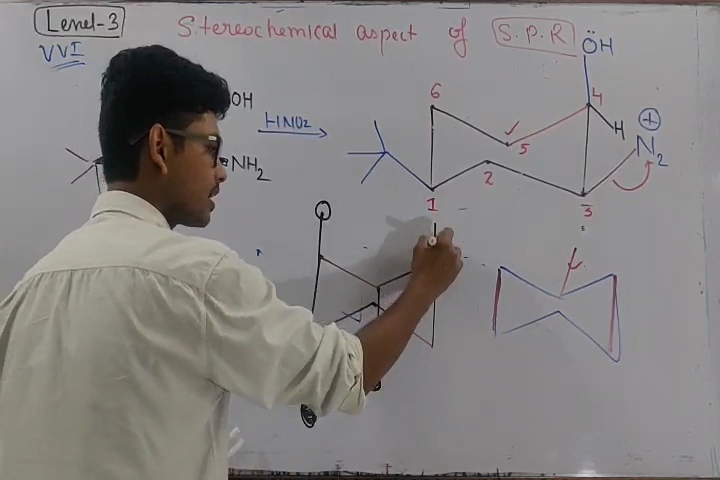 Level-3
Stereochemical aspect of S.P.R
VVI
ÖH
OH
HNO2
NH2
6
4
H
⊕
N2
5
2
1
3